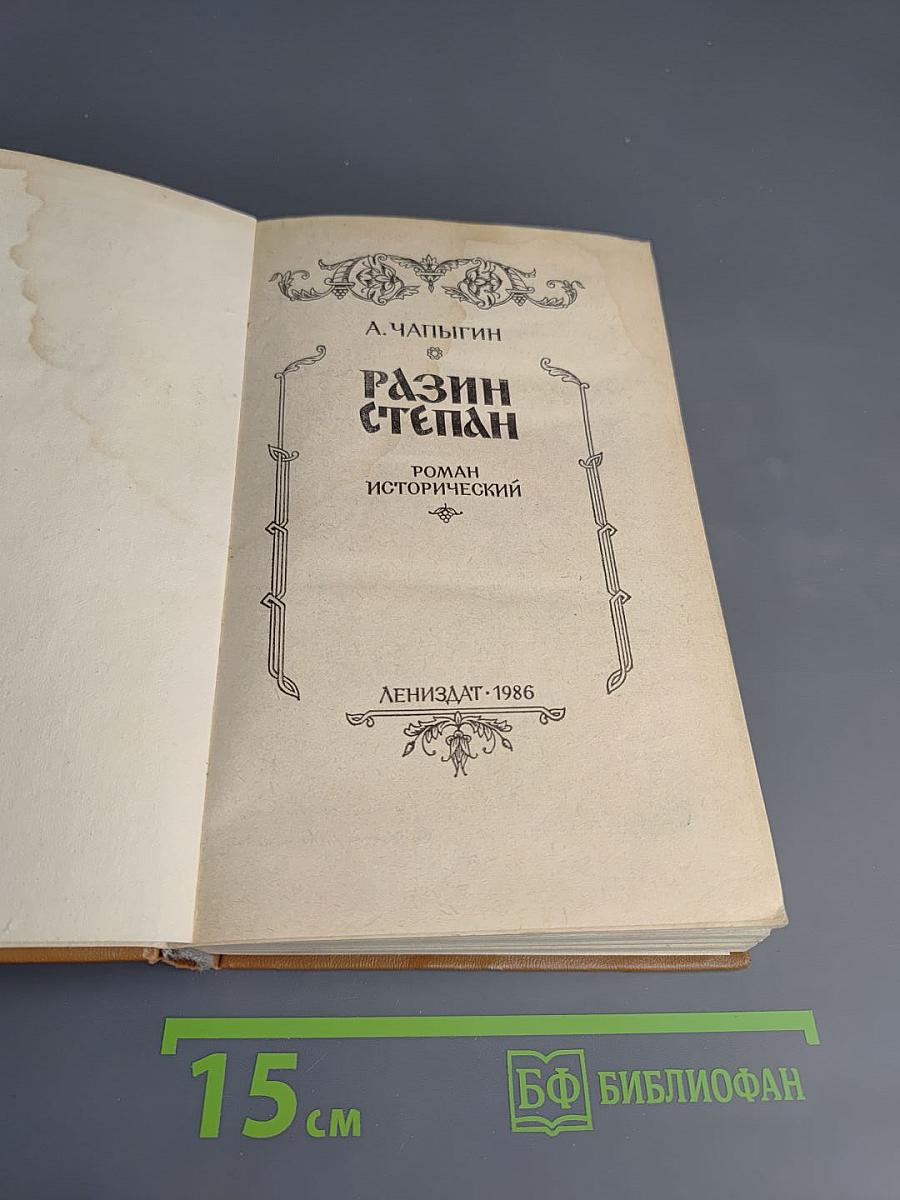 А. ЧАПЫГИН
РАЗИН
СТЕПАН
РОМАН
ИСТОРИЧЕСКИЙ
ЛЕНИЗДАТ · 1986
15 см
БФ БИБЛИОФАН